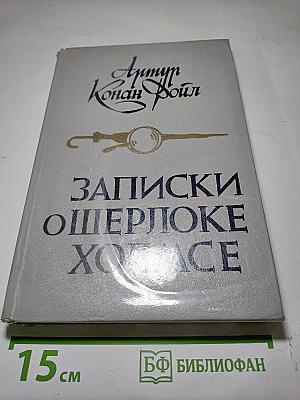 Артур
Конан Дойл
ЗАПИСКИ
О ШЕРЛОКЕ
ХОЛМСЕ
15 см
БФ БИБЛИОФАН